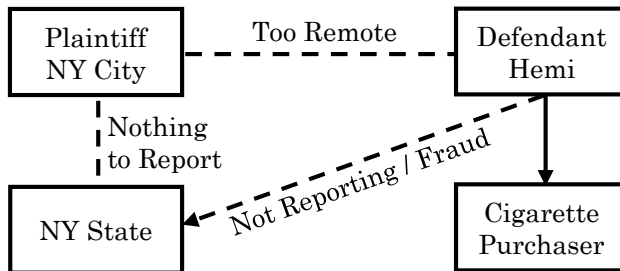 Plaintiff
NY City
Too Remote
Defendant
Hemi
Nothing
to Report
Not Reporting / Fraud
NY State
Cigarette
Purchaser